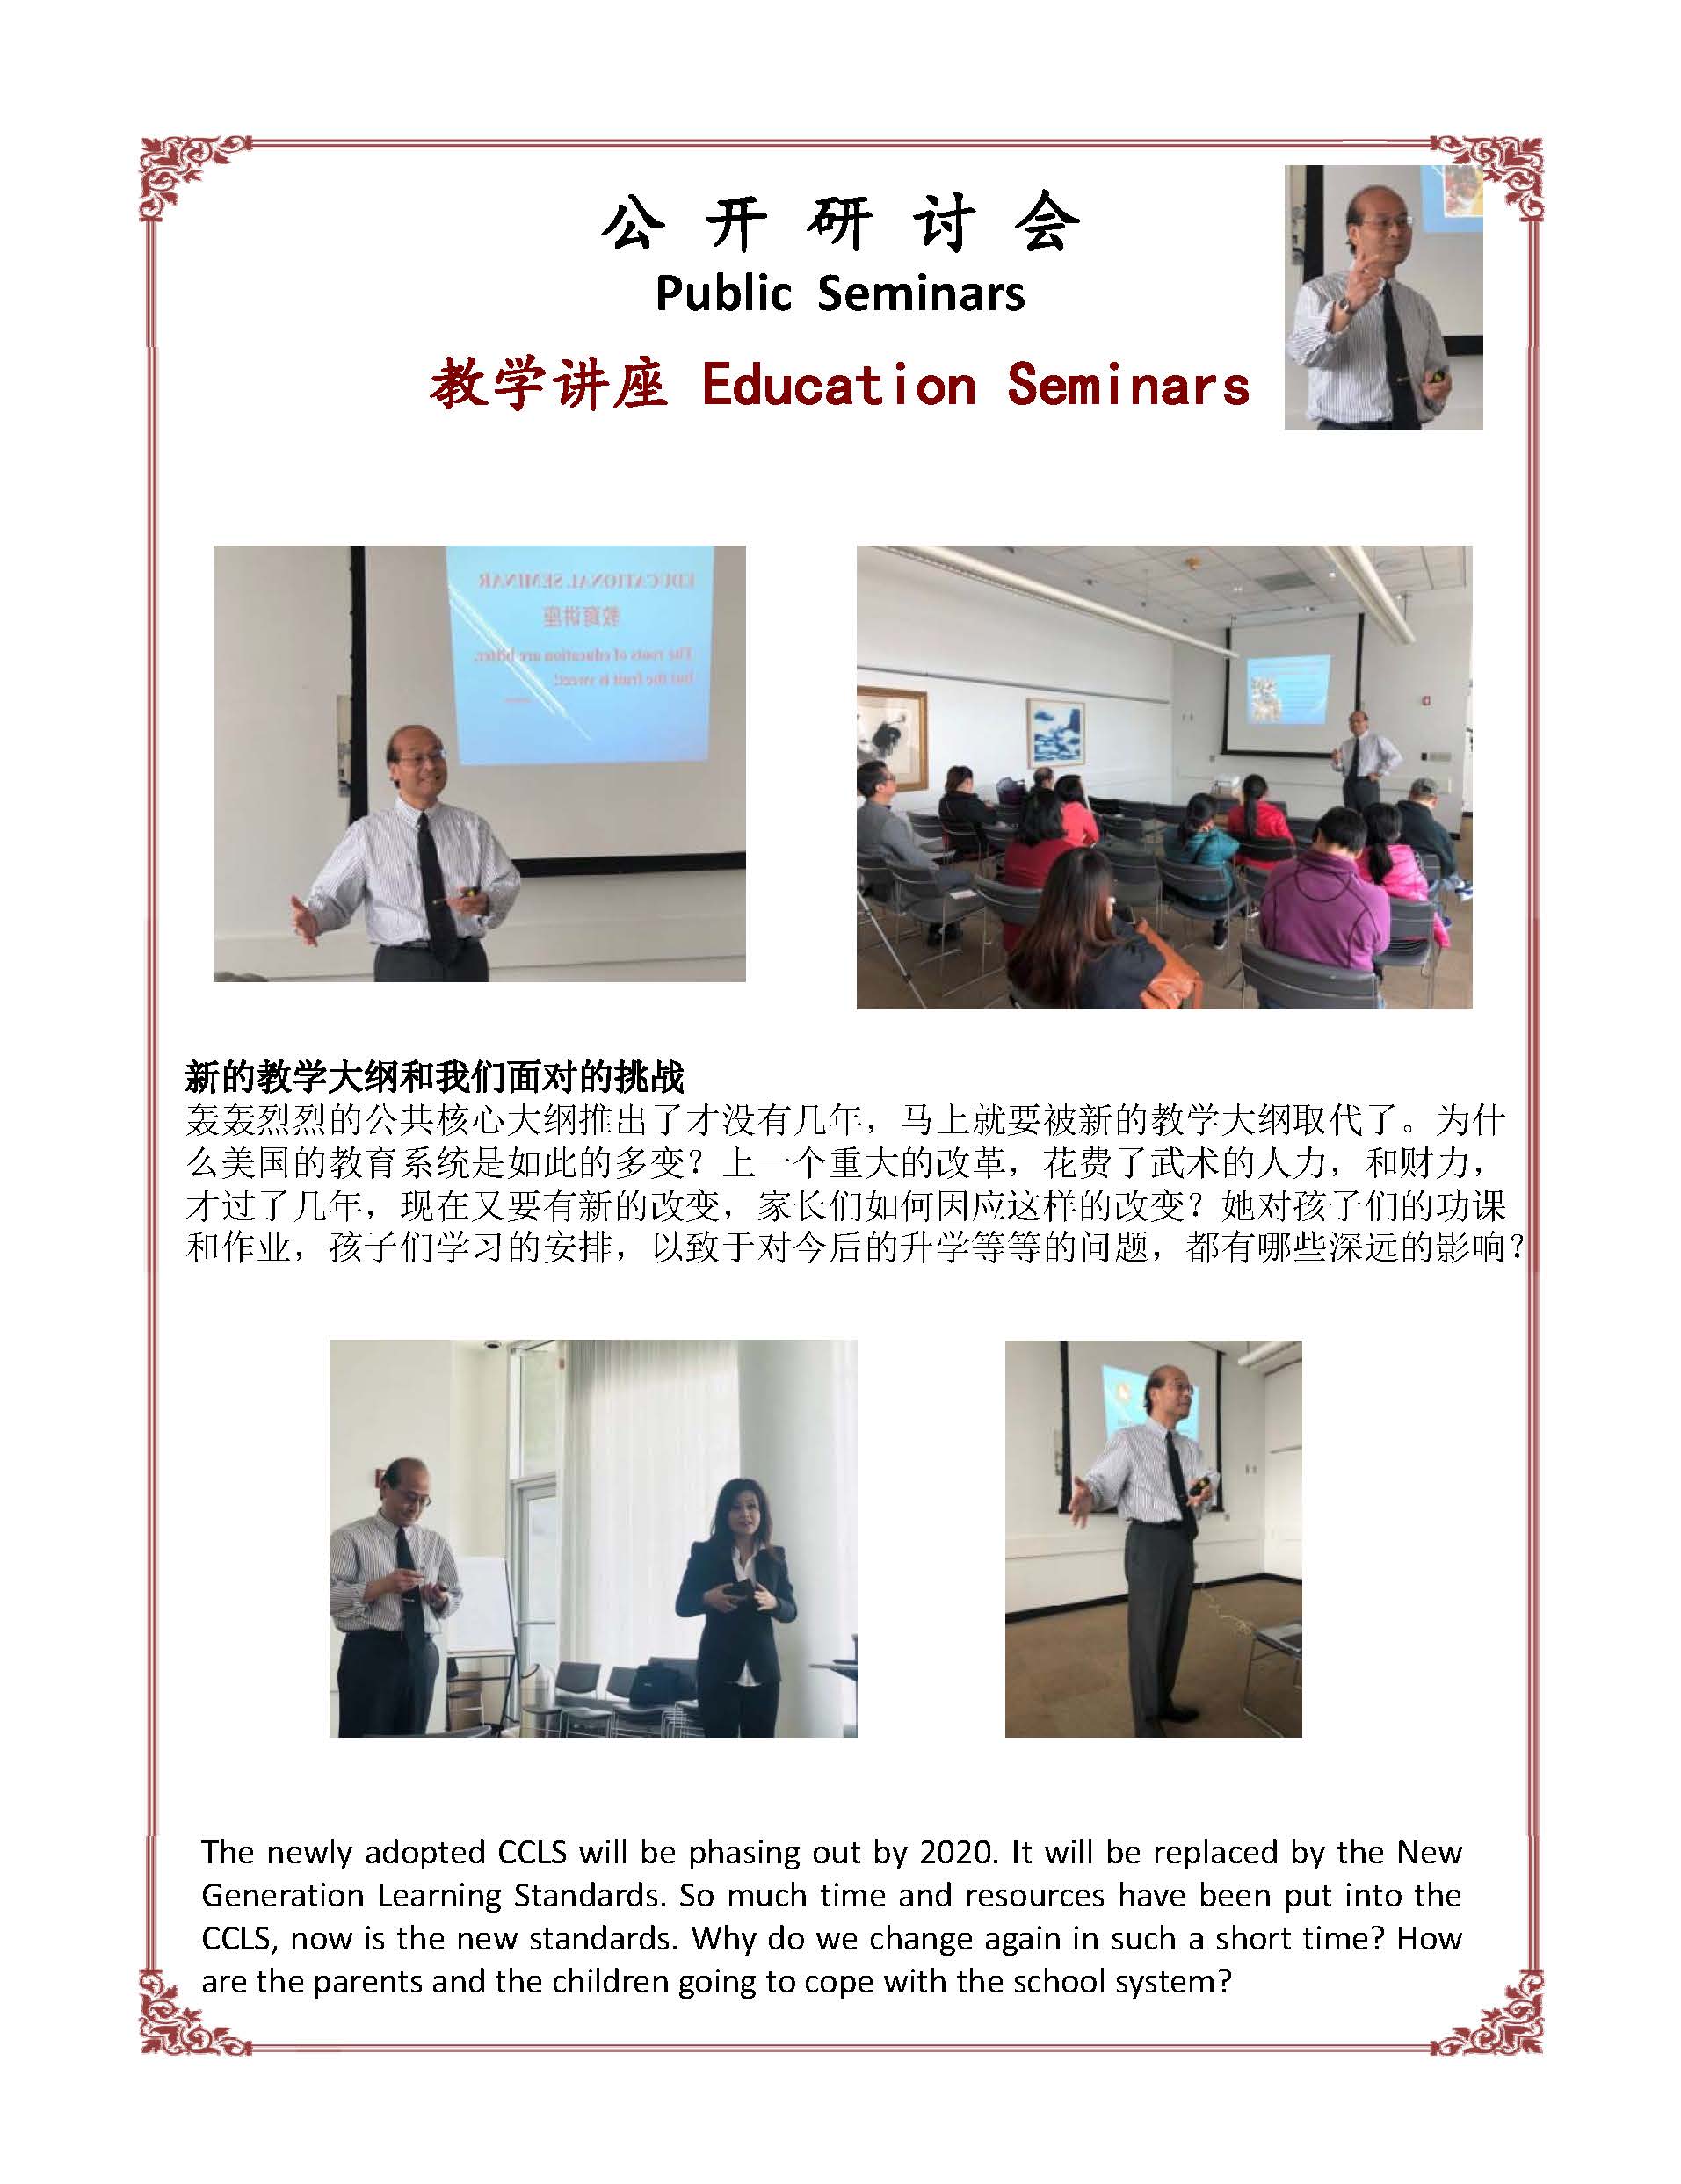 公开研讨会
Public Seminars
教学讲座 Education Seminars
EDUCATIONAL SEMINAR
教育讲座
The roots of education are bitter,
but the fruit is sweet!
新的教学大纲和我们面对的挑战
轰轰烈烈的公共核心大纲推出了才没有几年，马上就要被新的教学大纲取代了。为什
么美国的教育系统是如此的多变？上一个重大的改革，花费了武术的人力，和财力，
才过了几年，现在又要有新的改变，家长们如何因应这样的改变？她对孩子们的功课
和作业，孩子们学习的安排，以致于对今后的升学等等的问题，都有哪些深远的影响？
The newly adopted CCLS will be phasing out by 2020. It will be replaced by the New
Generation Learning Standards. So much time and resources have been put into the
CCLS, now is the new standards. Why do we change again in such a short time? How
are the parents and the children going to cope with the school system?